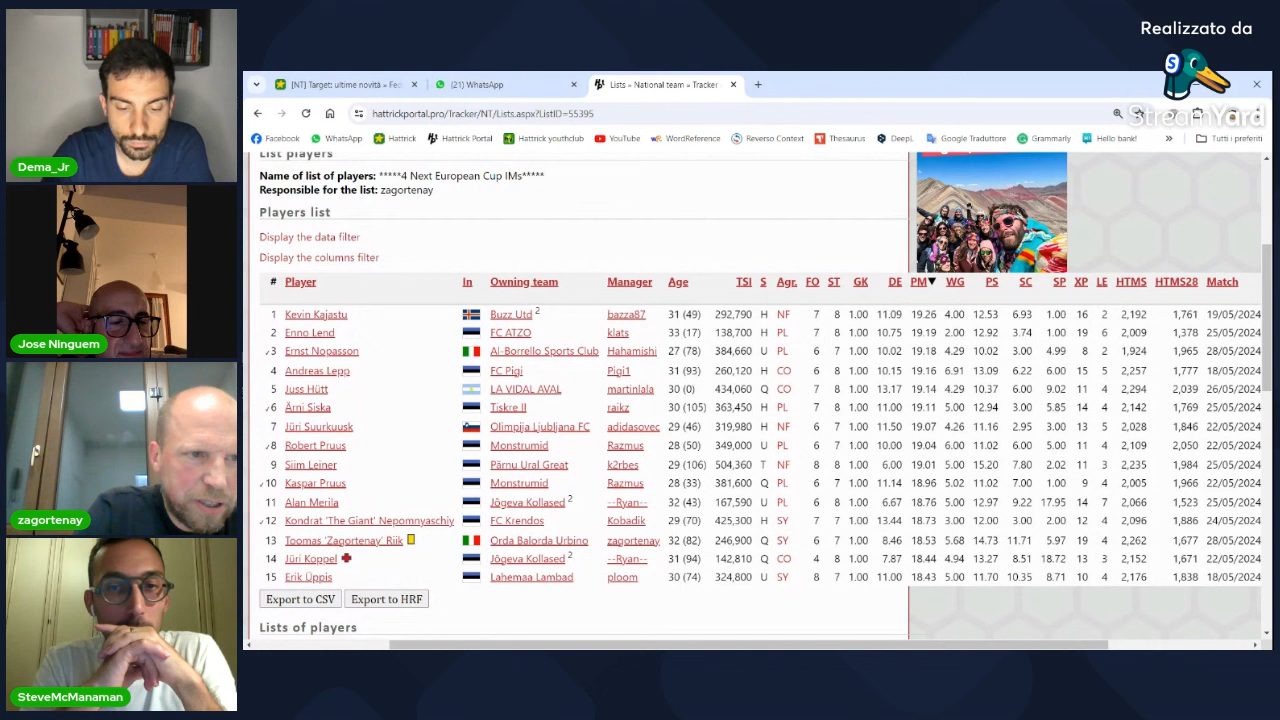 Realizzato da
StreamYard
Dema_Jr
Jose Ninguem
zagortenay
SteveMcManaman
[NT] Target: ultime novità » Fec
(21) WhatsApp
Lists » National team » Tracker
hattrickportal.pro/Tracker/NT/Lists.aspx?ListID=55395
Facebook WhatsApp Hattrick Hattrick Portal Hattrick youthclub YouTube WordReference Reverso Context Thesaurus DeepL Google Traduttore Grammarly Hello bank! » Tutti i preferiti
List players
Name of list of players: *****4 Next European Cup IMs*****
Responsible for the list: zagortenay
Players list
Display the data filter
Display the columns filter
# Player In Owning team Manager Age TSI S Agr. FO ST GK DE PM▼ WG PS SC SP XP LE HTMS HTMS28 Match
1 Kevin Kajastu Buzz Utd 2 bazza87 31 (49) 292,790 H NF 7 8 1.00 11.09 19.26 4.00 12.53 6.93 1.00 16 2 2,192 1,761 19/05/2024
2 Enno Lend FC ATZO klats 33 (17) 138,700 H PL 7 8 1.00 10.75 19.19 2.00 12.92 3.74 1.00 19 6 2,009 1,378 25/05/2024
✓3 Ernst Nopasson Al-Borrello Sports Club Hahamishi 27 (78) 384,660 U PL 6 7 1.00 10.02 19.18 4.29 10.02 3.00 4.99 8 2 1,924 1,965 28/05/2024
4 Andreas Lepp FC Pigi Pigi1 31 (93) 260,120 H CO 6 7 1.00 10.15 19.16 6.91 13.09 6.22 6.00 15 5 2,257 1,777 18/05/2024
5 Juss Hütt LA VIDAL AVAL martinlala 30 (0) 434,060 Q CO 7 8 1.00 13.17 19.14 4.29 10.37 6.00 9.02 11 4 2,294 2,039 26/05/2024
✓6 Ärni Siska Tiskre II raikz 30 (105) 363,450 H PL 7 8 1.00 11.00 19.11 5.00 12.94 3.00 5.85 14 4 2,142 1,769 25/05/2024
7 Jüri Suurkuusk Olimpija Ljubljana FC adidasovec 29 (46) 319,980 H NF 7 8 1.00 11.50 19.07 4.26 11.16 2.95 3.00 13 3 2,028 1,846 22/05/2024
✓8 Robert Pruus Monstrumid Razmus 28 (50) 349,000 U PL 6 7 1.00 10.00 19.04 6.00 11.02 6.00 11 4 2,109 2,050 22/05/2024
9 Siim Leiner Pärnu Ural Great k2rbes 29 (106) 504,360 T NF 8 8 1.00 6.00 19.01 5.00 15.20 7.80 2.02 11 3 2,235 1,984 25/05/2024
✓10 Kaspar Pruus Monstrumid Razmus 28 (33) 381,600 Q PL 6 7 1.00 11.14 18.96 5.02 11.02 7.00 1.00 9 4 2,005 1,968 22/05/2024
11 Alan Merila Jõgeva Kollased 2 --Ryan-- 32 (43) 167,590 U PL 6 8 1.00 6.67 18.76 5.00 12.97 9.22 17.95 14 7 2,066 1,523 25/05/2024
✓12 Kondrat 'The Giant' Nepomnyaschiy FC Krendos Kobadik 29 (70) 425,300 H SY 7 7 1.00 13.44 18.73 3.00 12.00 3.00 2.00 12 4 2,096 1,886 24/05/2024
13 Toomas 'Zagortenay' Riik Orda Balorda Urbino zagortenay 32 (82) 246,900 Q SY 7 7 1.00 8.46 18.53 5.68 14.73 11.71 5.97 19 4 2,262 1,677 28/05/2024
14 Jüri Koppel Jõgeva Kollased 2 --Ryan-- 31 (94) 142,810 Q CO 4 8 1.00 7.87 18.44 4.94 13.27 8.51 18.72 13 3 2,152 1,671 22/05/2024
15 Erik Üppis Lahemaa Lambad ploom 30 (74) 324,800 U SY 8 7 1.00 11.00 18.43 5.00 11.70 10.35 8.71 10 4 2,176 1,838 18/05/2024
Export to CSV Export to HRF
Lists of players